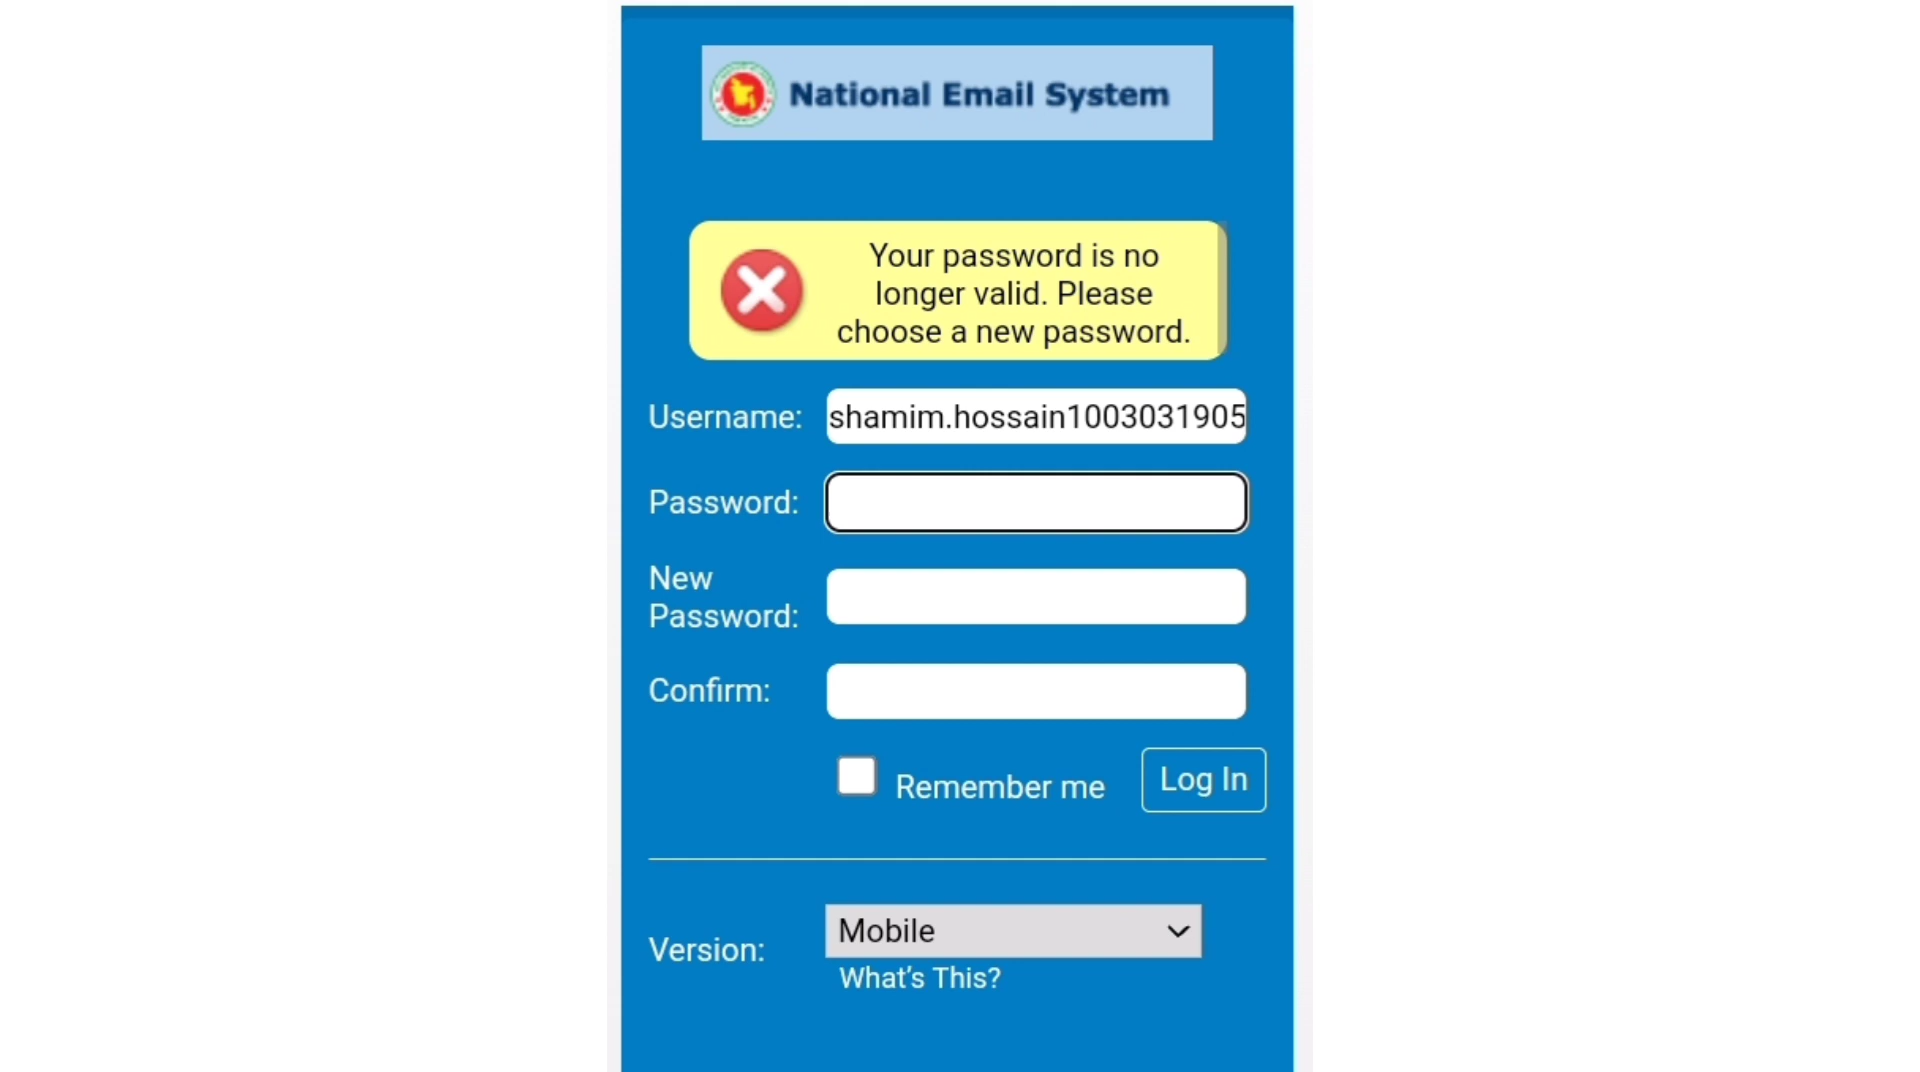 National Email System
Your password is no
longer valid. Please
choose a new password.
Username: shamim.hossain1003031905
Password:
New
Password:
Confirm:
Remember me Log In
Version: Mobile
What's This?